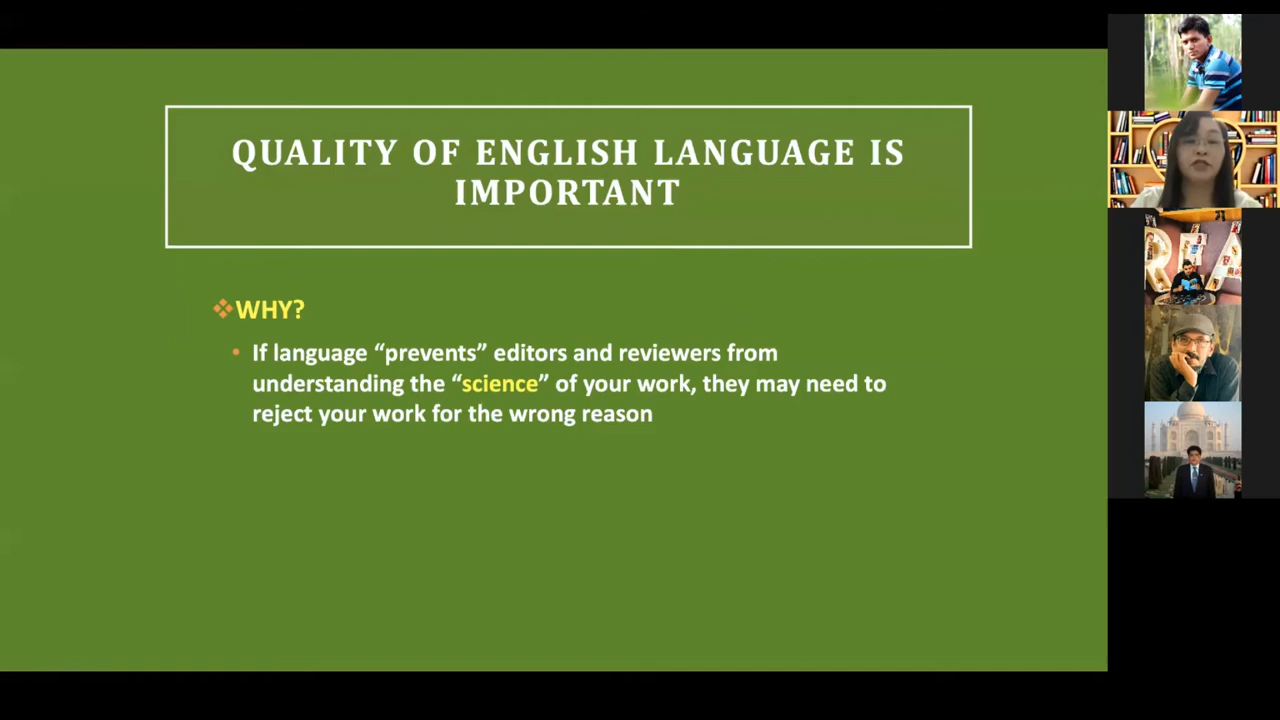 QUALITY OF ENGLISH LANGUAGE IS
IMPORTANT
❖WHY?
• If language “prevents” editors and reviewers from
understanding the “science” of your work, they may need to
reject your work for the wrong reason